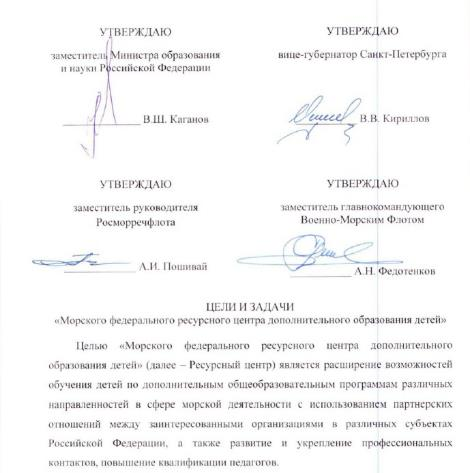 УТВЕРЖДАЮ
заместитель Министра образования
и науки Российской Федерации
В.Ш. Каганов
УТВЕРЖДАЮ
вице-губернатор Санкт-Петербурга
В.В. Кириллов
УТВЕРЖДАЮ
заместитель руководителя
Росморречфлота
А.И. Пошивай
УТВЕРЖДАЮ
заместитель главнокомандующего
Военно-Морским Флотом
А.Н. Федотенков
ЦЕЛИ И ЗАДАЧИ
«Морского федерального ресурсного центра дополнительного образования детей»
Целью «Морского федерального ресурсного центра дополнительного
образования детей» (далее – Ресурсный центр) является расширение возможностей
обучения детей по дополнительным общеобразовательным программам различных
направленностей в сфере морской деятельности с использованием партнерских
отношений между заинтересованными организациями в различных субъектах
Российской Федерации, а также развитие и укрепление профессиональных
контактов, повышение квалификации педагогов.